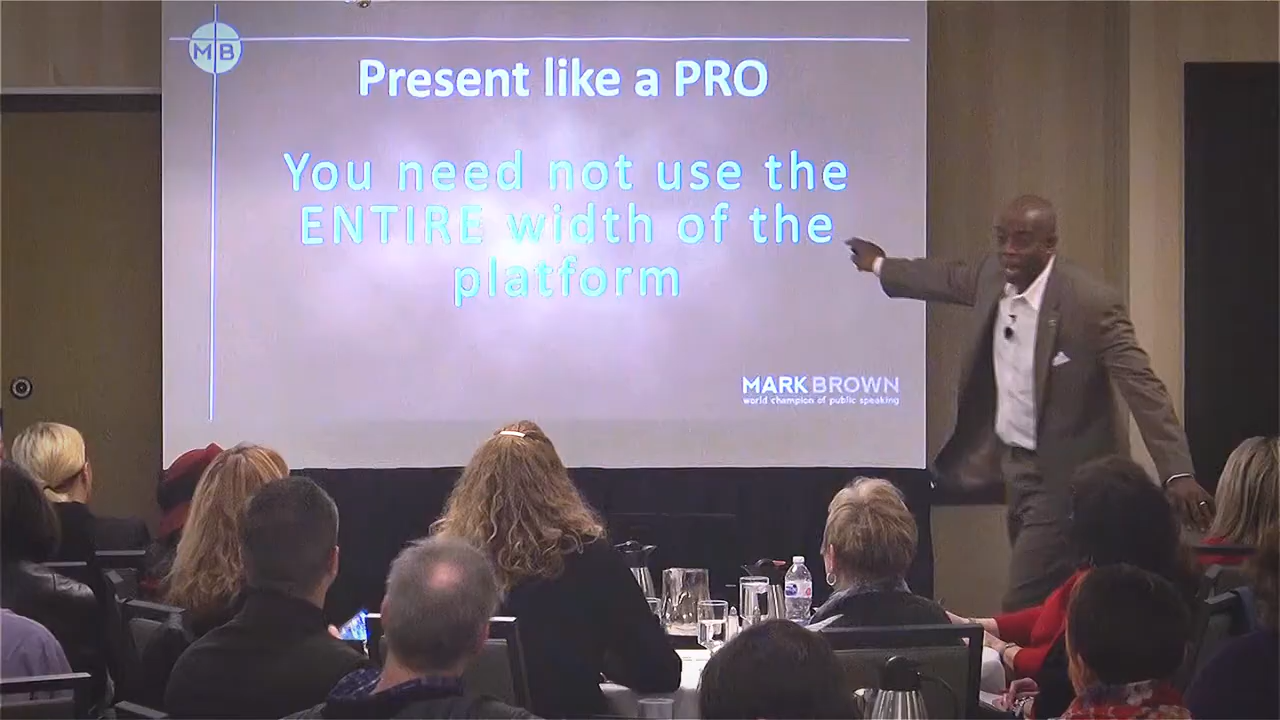 M B
Present like a PRO
You need not use the
ENTIRE width of the
platform
MARK BROWN
world champion of public speaking